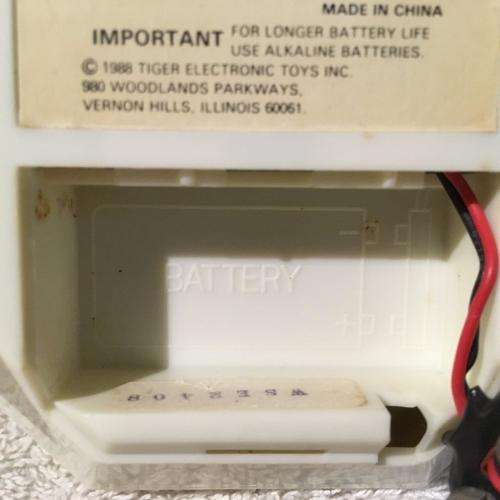 MADE IN CHINA
IMPORTANT FOR LONGER BATTERY LIFE
USE ALKALINE BATTERIES.
© 1988 TIGER ELECTRONIC TOYS INC.
980 WOODLANDS PARKWAYS,
VERNON HILLS, ILLINOIS 60061.
BATTERY